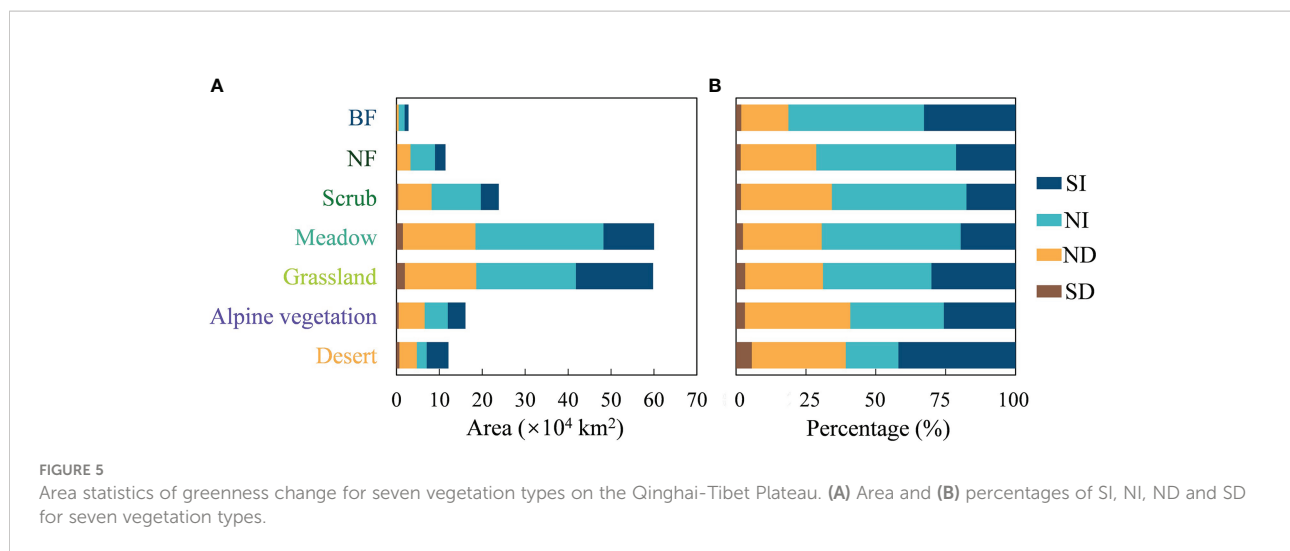 A
B
BF
NF
Scrub
Meadow
Grassland
Alpine vegetation
Desert
SI
NI
ND
SD
0 10 20 30 40 50 60 70
0 25 50 75 100
Area (×10⁴ km²)
Percentage (%)
FIGURE 5
Area statistics of greenness change for seven vegetation types on the Qinghai-Tibet Plateau. (A) Area and (B) percentages of SI, NI, ND and SD
for seven vegetation types.